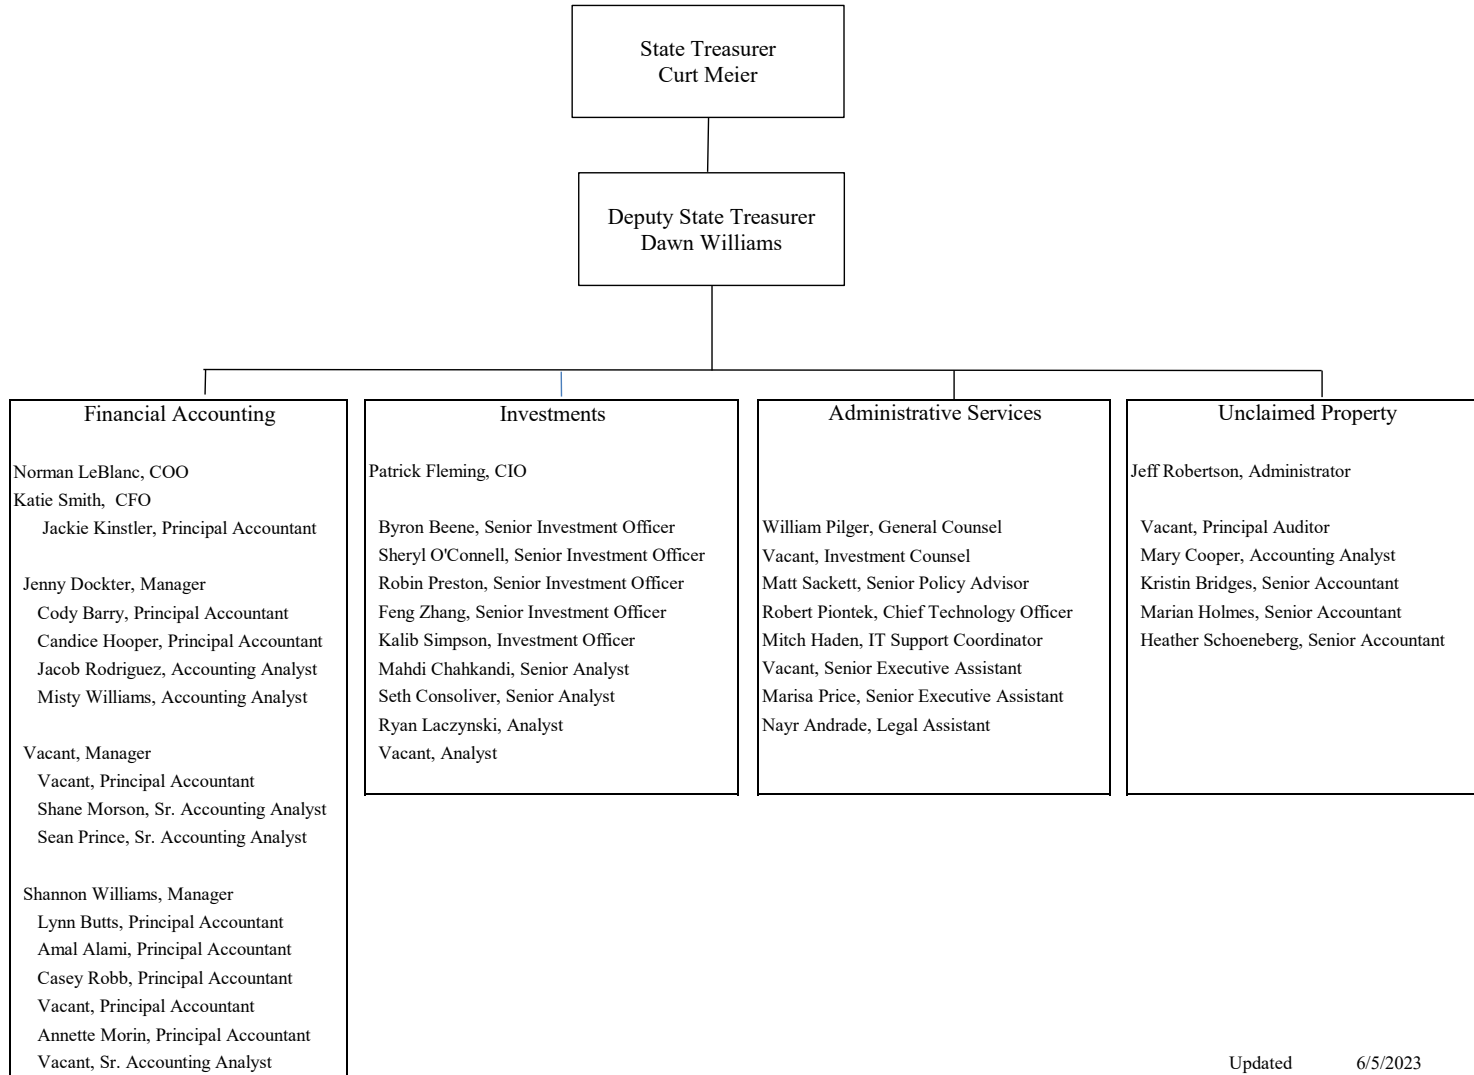 State Treasurer
Curt Meier
Deputy State Treasurer
Dawn Williams
Financial Accounting
Norman LeBlanc, COO
Katie Smith,  CFO
Jackie Kinstler, Principal Accountant
Jenny Dockter, Manager
Cody Barry, Principal Accountant
Candice Hooper, Principal Accountant
Jacob Rodriguez, Accounting Analyst
Misty Williams, Accounting Analyst
Vacant, Manager
Vacant, Principal Accountant
Shane Morson, Sr. Accounting Analyst
Sean Prince, Sr. Accounting Analyst
Shannon Williams, Manager
Lynn Butts, Principal Accountant
Amal Alami, Principal Accountant
Casey Robb, Principal Accountant
Vacant, Principal Accountant
Annette Morin, Principal Accountant
Vacant, Sr. Accounting Analyst
Investments
Patrick Fleming, CIO
Byron Beene, Senior Investment Officer
Sheryl O'Connell, Senior Investment Officer
Robin Preston, Senior Investment Officer
Feng Zhang, Senior Investment Officer
Kalib Simpson, Investment Officer
Mahdi Chahkandi, Senior Analyst
Seth Consoliver, Senior Analyst
Ryan Laczynski, Analyst
Vacant, Analyst
Administrative Services
William Pilger, General Counsel
Vacant, Investment Counsel
Matt Sackett, Senior Policy Advisor
Robert Piontek, Chief Technology Officer
Mitch Haden, IT Support Coordinator
Vacant, Senior Executive Assistant
Marisa Price, Senior Executive Assistant
Nayr Andrade, Legal Assistant
Unclaimed Property
Jeff Robertson, Administrator
Vacant, Principal Auditor
Mary Cooper, Accounting Analyst
Kristin Bridges, Senior Accountant
Marian Holmes, Senior Accountant
Heather Schoeneberg, Senior Accountant
Updated 6/5/2023